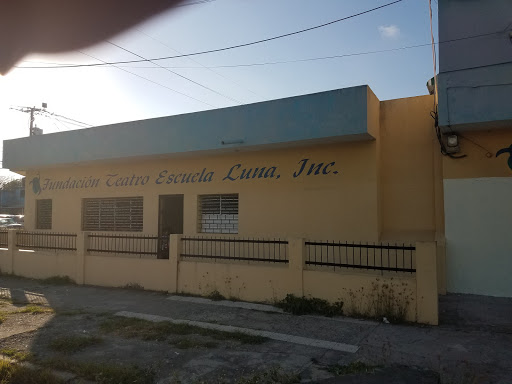 Fundación Teatro Escuela Luna, Inc.